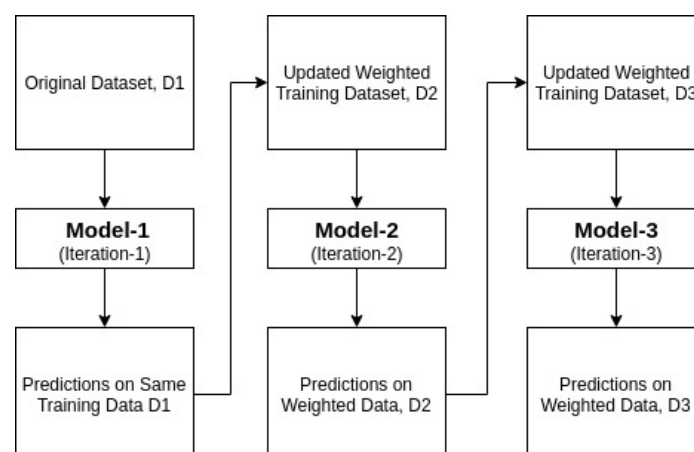 Original Dataset, D1
Updated Weighted
Training Dataset, D2
Updated Weighted
Training Dataset, D3
Model-1
(Iteration-1)
Model-2
(Iteration-2)
Model-3
(Iteration-3)
Predictions on Same
Training Data D1
Predictions on
Weighted Data, D2
Predictions on
Weighted Data, D3